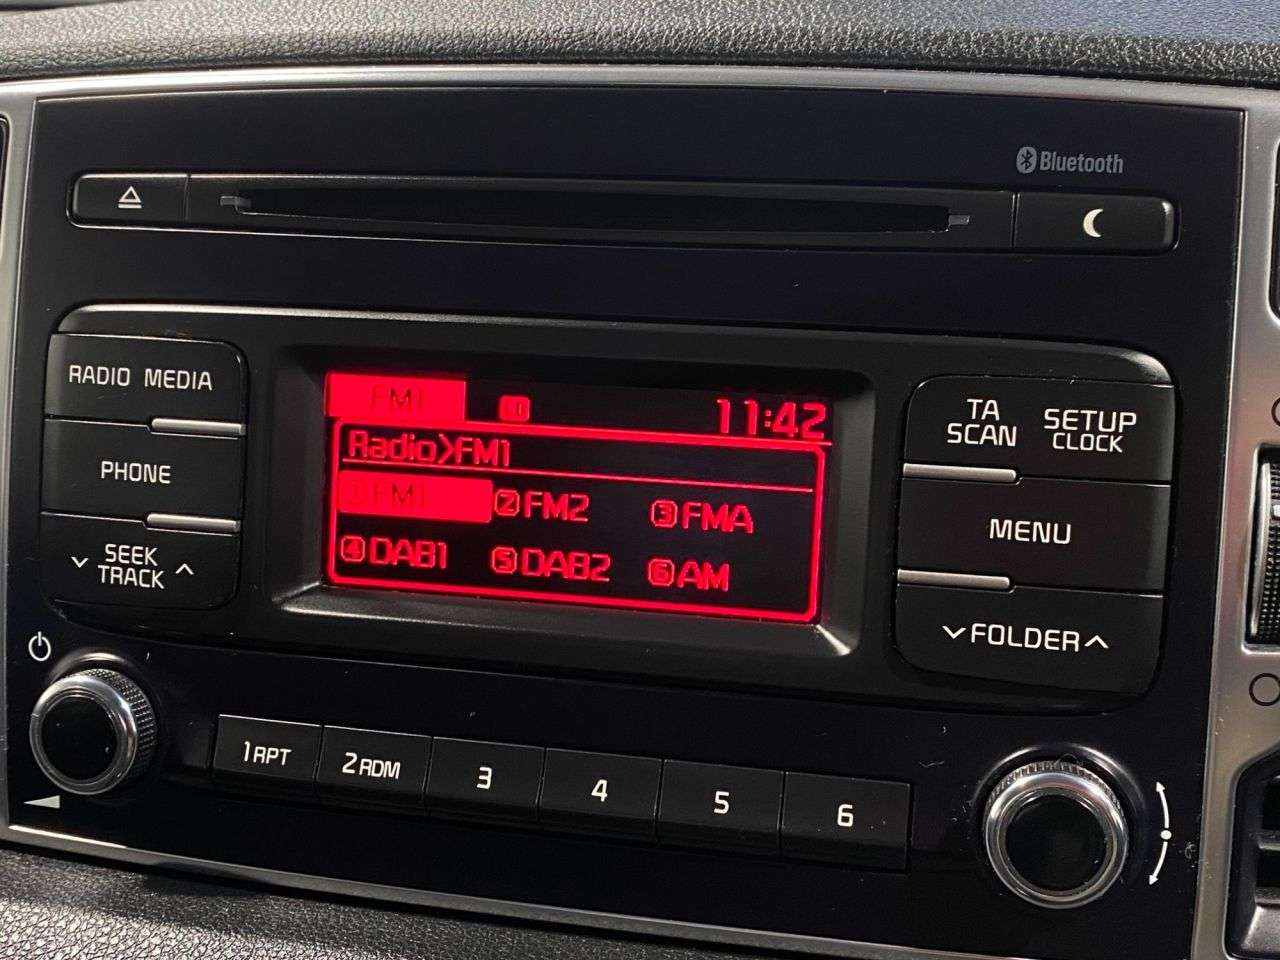 Bluetooth
RADIO MEDIA
PHONE
SEEK
TRACK
FM1 11:42
Radio>FM1
1 FM1 2 FM2 3 FMA
4 DAB1 5 DAB2 6 AM
TA
SCAN
SETUP
CLOCK
MENU
FOLDER
1 RPT 2 RDM 3 4 5 6